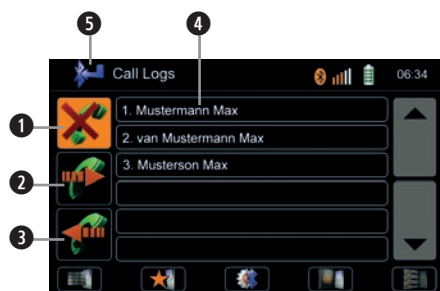 5
4
Call Logs
06:34
1
1. Mustermann Max
2. van Mustermann Max
2
3. Musterson Max
3